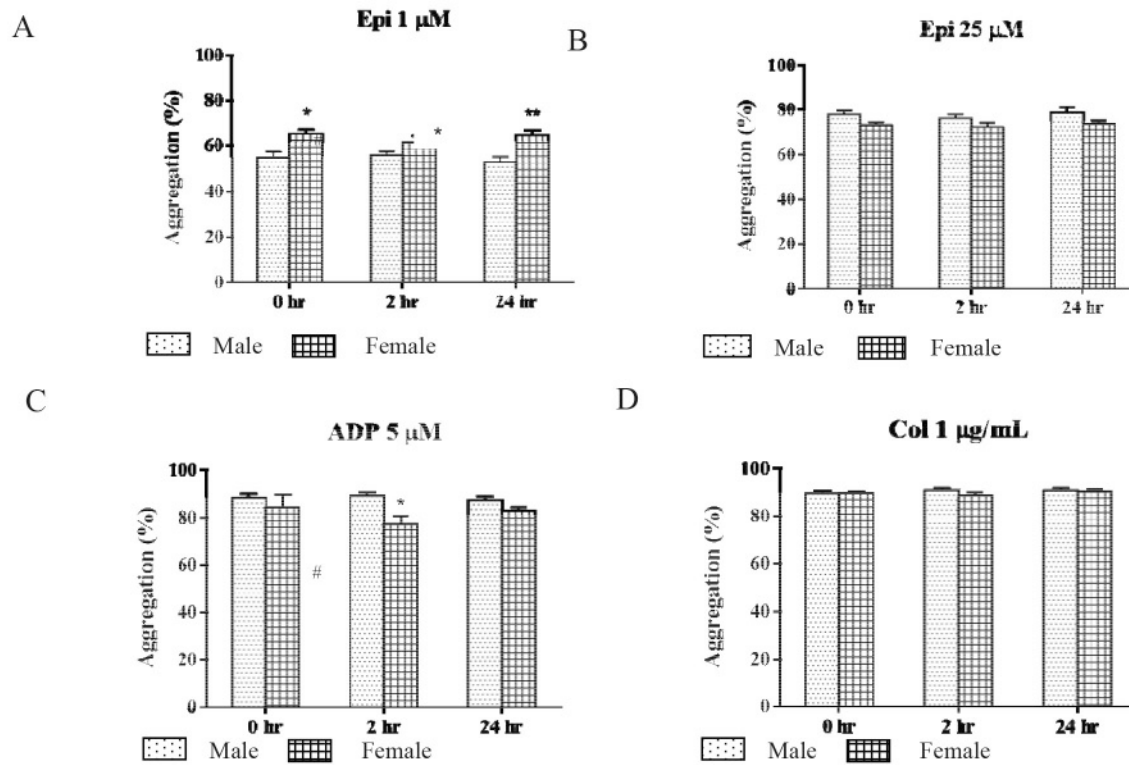 A
Epi 1 μM
Aggregation (%)
100
80
60
40
20
0
*
*
**
#
0 hr
2 hr
24 hr
Male
Female
B
Epi 25 μM
Aggregation (%)
100
80
60
40
20
0
0 hr
2 hr
24 hr
Male
Female
C
ADP 5 μM
Aggregation (%)
100
80
60
40
20
0
*
#
0 hr
2 hr
24 hr
Male
Female
D
Col 1 μg/mL
Aggregation (%)
100
80
60
40
20
0
0 hr
2 hr
24 hr
Male
Female